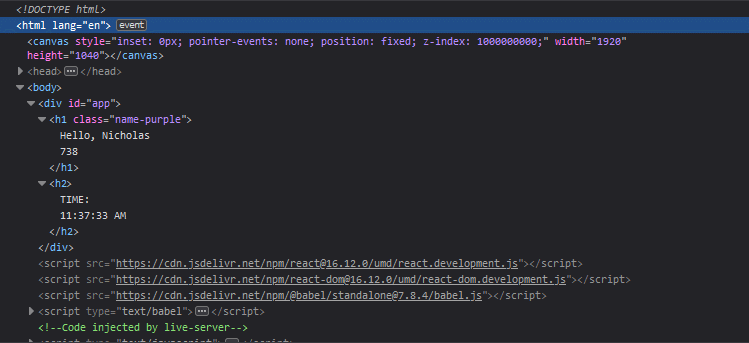 <!DOCTYPE html>
<html lang="en"> event
<canvas style="inset: 0px; pointer-events: none; position: fixed; z-index: 1000000000;" width="1920"
height="1040"></canvas>
<head> ••• </head>
<body>
<div id="app">
<h1 class="name-purple">
Hello, Nicholas
738
</h1>
<h2>
TIME:
11:37:33 AM
</h2>
</div>
<script src="https://cdn.jsdelivr.net/npm/react@16.12.0/umd/react.development.js"></script>
<script src="https://cdn.jsdelivr.net/npm/react-dom@16.12.0/umd/react-dom.development.js"></script>
<script src="https://cdn.jsdelivr.net/npm/@babel/standalone@7.8.4/babel.js"></script>
<script type="text/babel"> ••• </script>
<!--Code injected by live-server-->
<script type="text/javascript"> ••• </script>